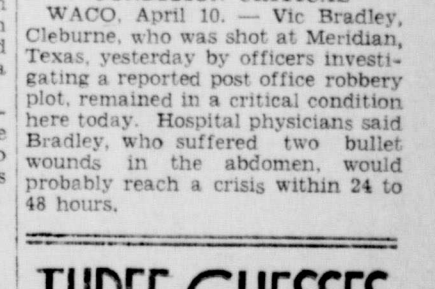 WACO, April 10. — Vic Bradley,
Cleburne, who was shot at Meridian,
Texas, yesterday by officers investi-
gating a reported post office robbery
plot, remained in a critical condition
here today. Hospital physicians said
Bradley, who suffered two bullet
wounds in the abdomen, would
probably reach a crisis within 24 to
48 hours.
THREE GUESSES